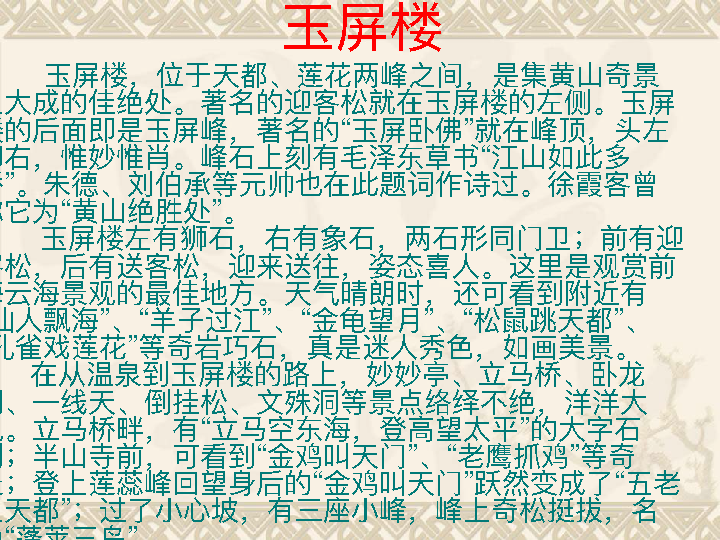 玉屏楼
玉屏楼，位于天都、莲花两峰之间，是集黄山奇景
大成的佳绝处。著名的迎客松就在玉屏楼的左侧。玉屏
的后面即是玉屏峰，著名的“玉屏卧佛”就在峰顶，头左
右，惟妙惟肖。峰石上刻有毛泽东草书“江山如此多
”。朱德、刘伯承等元帅也在此题词作诗过。徐霞客曾
它为“黄山绝胜处”。
玉屏楼左有狮石，右有象石，两石形同门卫；前有迎
松，后有送客松，迎来送往，姿态喜人。这里是观赏前
云海景观的最佳地方。天气晴朗时，还可看到附近有
仙人飘海”、“羊子过江”、“金龟望月”、“松鼠跳天都”、
孔雀戏莲花”等奇岩巧石，真是迷人秀色，如画美景。
在从温泉到玉屏楼的路上，妙妙亭、立马桥、卧龙
、一线天、倒挂松、文殊洞等景点络绎不绝，洋洋大
。立马桥畔，有“立马空东海，登高望太平”的大字石
；半山寺前，可看到“金鸡叫天门”、“老鹰抓鸡”等奇
；登上莲蕊峰回望身后的“金鸡叫天门”跃然变成了“五老
天都”；过了小心坡，有三座小峰，峰上奇松挺拔，名
“蓬莱三岛”